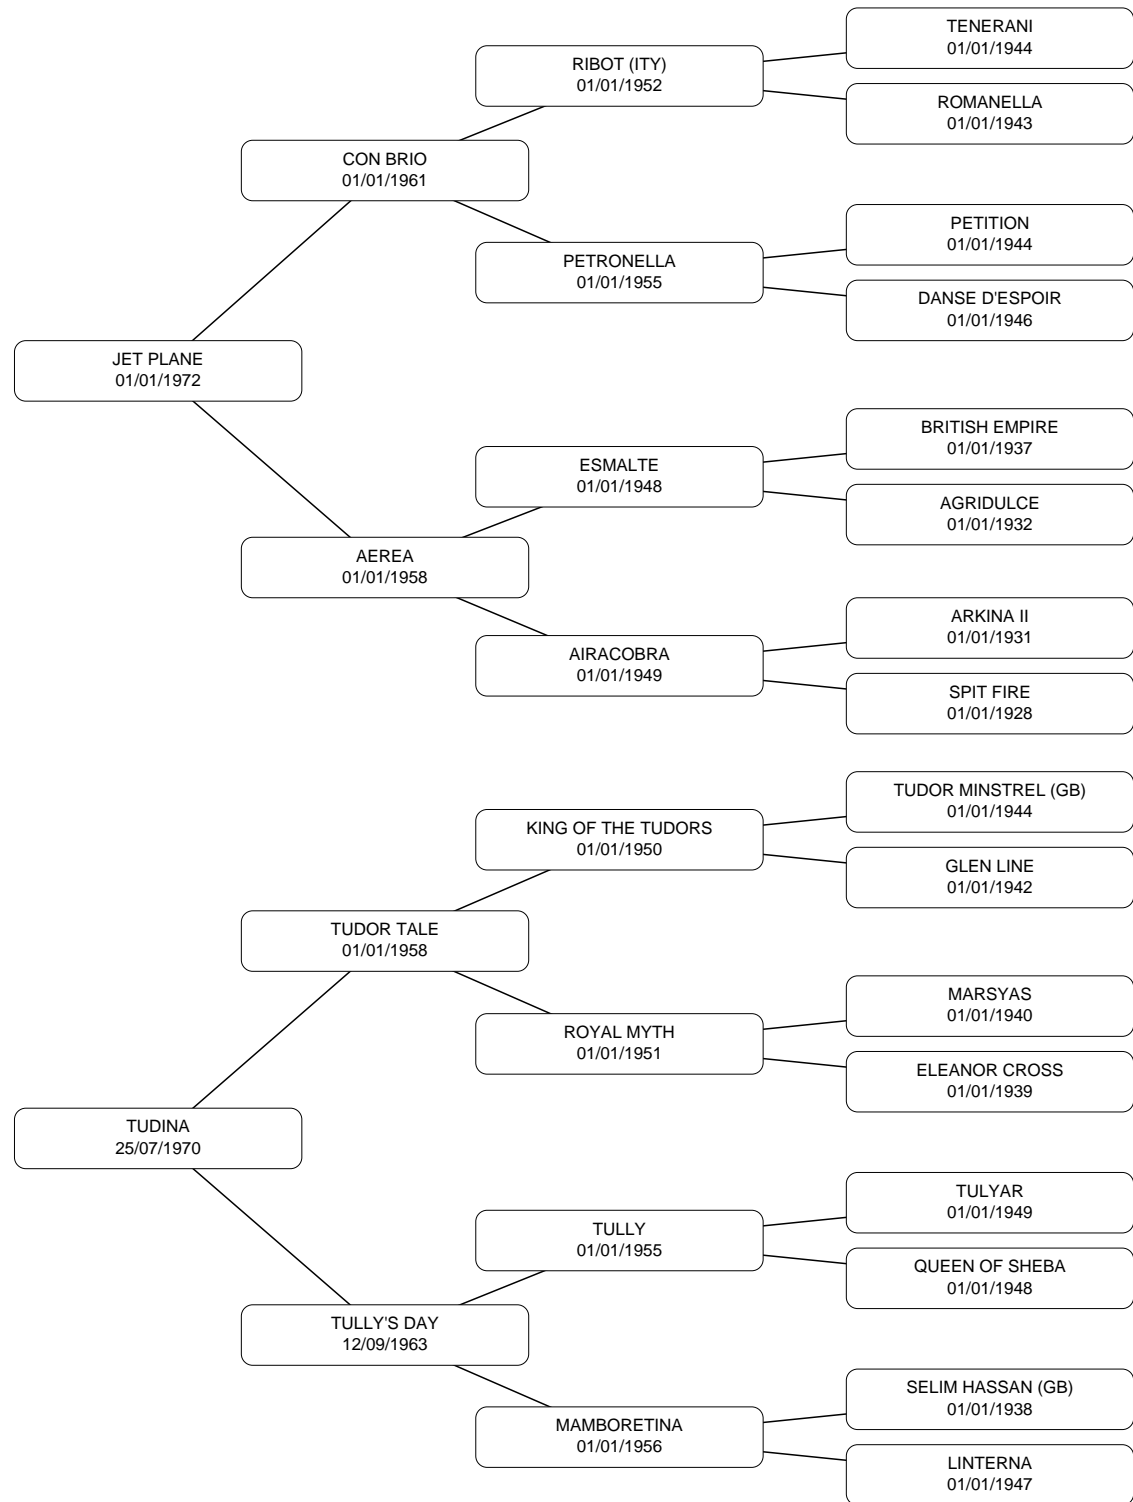 TENERANI
01/01/1944
RIBOT (ITY)
01/01/1952
ROMANELLA
01/01/1943
CON BRIO
01/01/1961
PETITION
01/01/1944
PETRONELLA
01/01/1955
DANSE D'ESPOIR
01/01/1946
JET PLANE
01/01/1972
BRITISH EMPIRE
01/01/1937
ESMALTE
01/01/1948
AGRIDULCE
01/01/1932
AEREA
01/01/1958
ARKINA II
01/01/1931
AIRACOBRA
01/01/1949
SPIT FIRE
01/01/1928
TUDOR MINSTREL (GB)
01/01/1944
KING OF THE TUDORS
01/01/1950
GLEN LINE
01/01/1942
TUDOR TALE
01/01/1958
MARSYAS
01/01/1940
ROYAL MYTH
01/01/1951
ELEANOR CROSS
01/01/1939
TUDINA
25/07/1970
TULYAR
01/01/1949
TULLY
01/01/1955
QUEEN OF SHEBA
01/01/1948
TULLY'S DAY
12/09/1963
SELIM HASSAN (GB)
01/01/1938
MAMBORETINA
01/01/1956
LINTERNA
01/01/1947